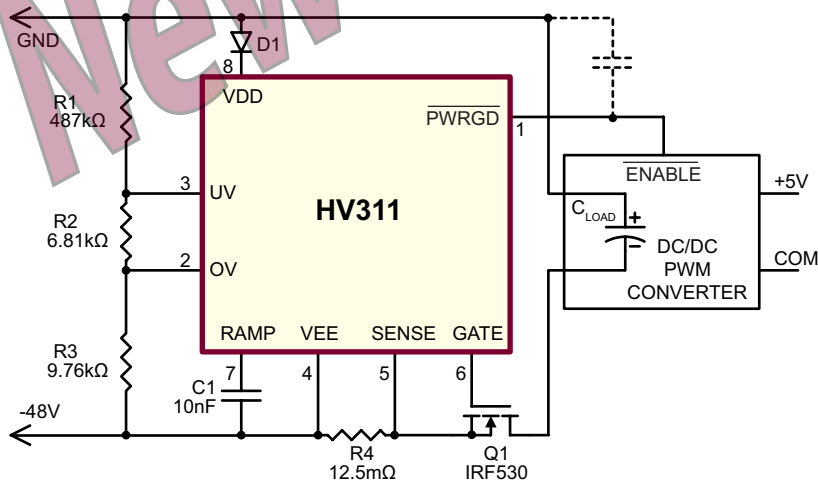 New
GND
D1
8
VDD
R1
487kΩ
PWRGD
1
ENABLE
+5V
3
UV
HV311
CLOAD
+
–
R2
6.81kΩ
2
OV
DC/DC
PWM
CONVERTER
COM
RAMP
VEE
SENSE
GATE
R3
9.76kΩ
7
4
5
6
C1
10nF
-48V
R4
12.5mΩ
Q1
IRF530